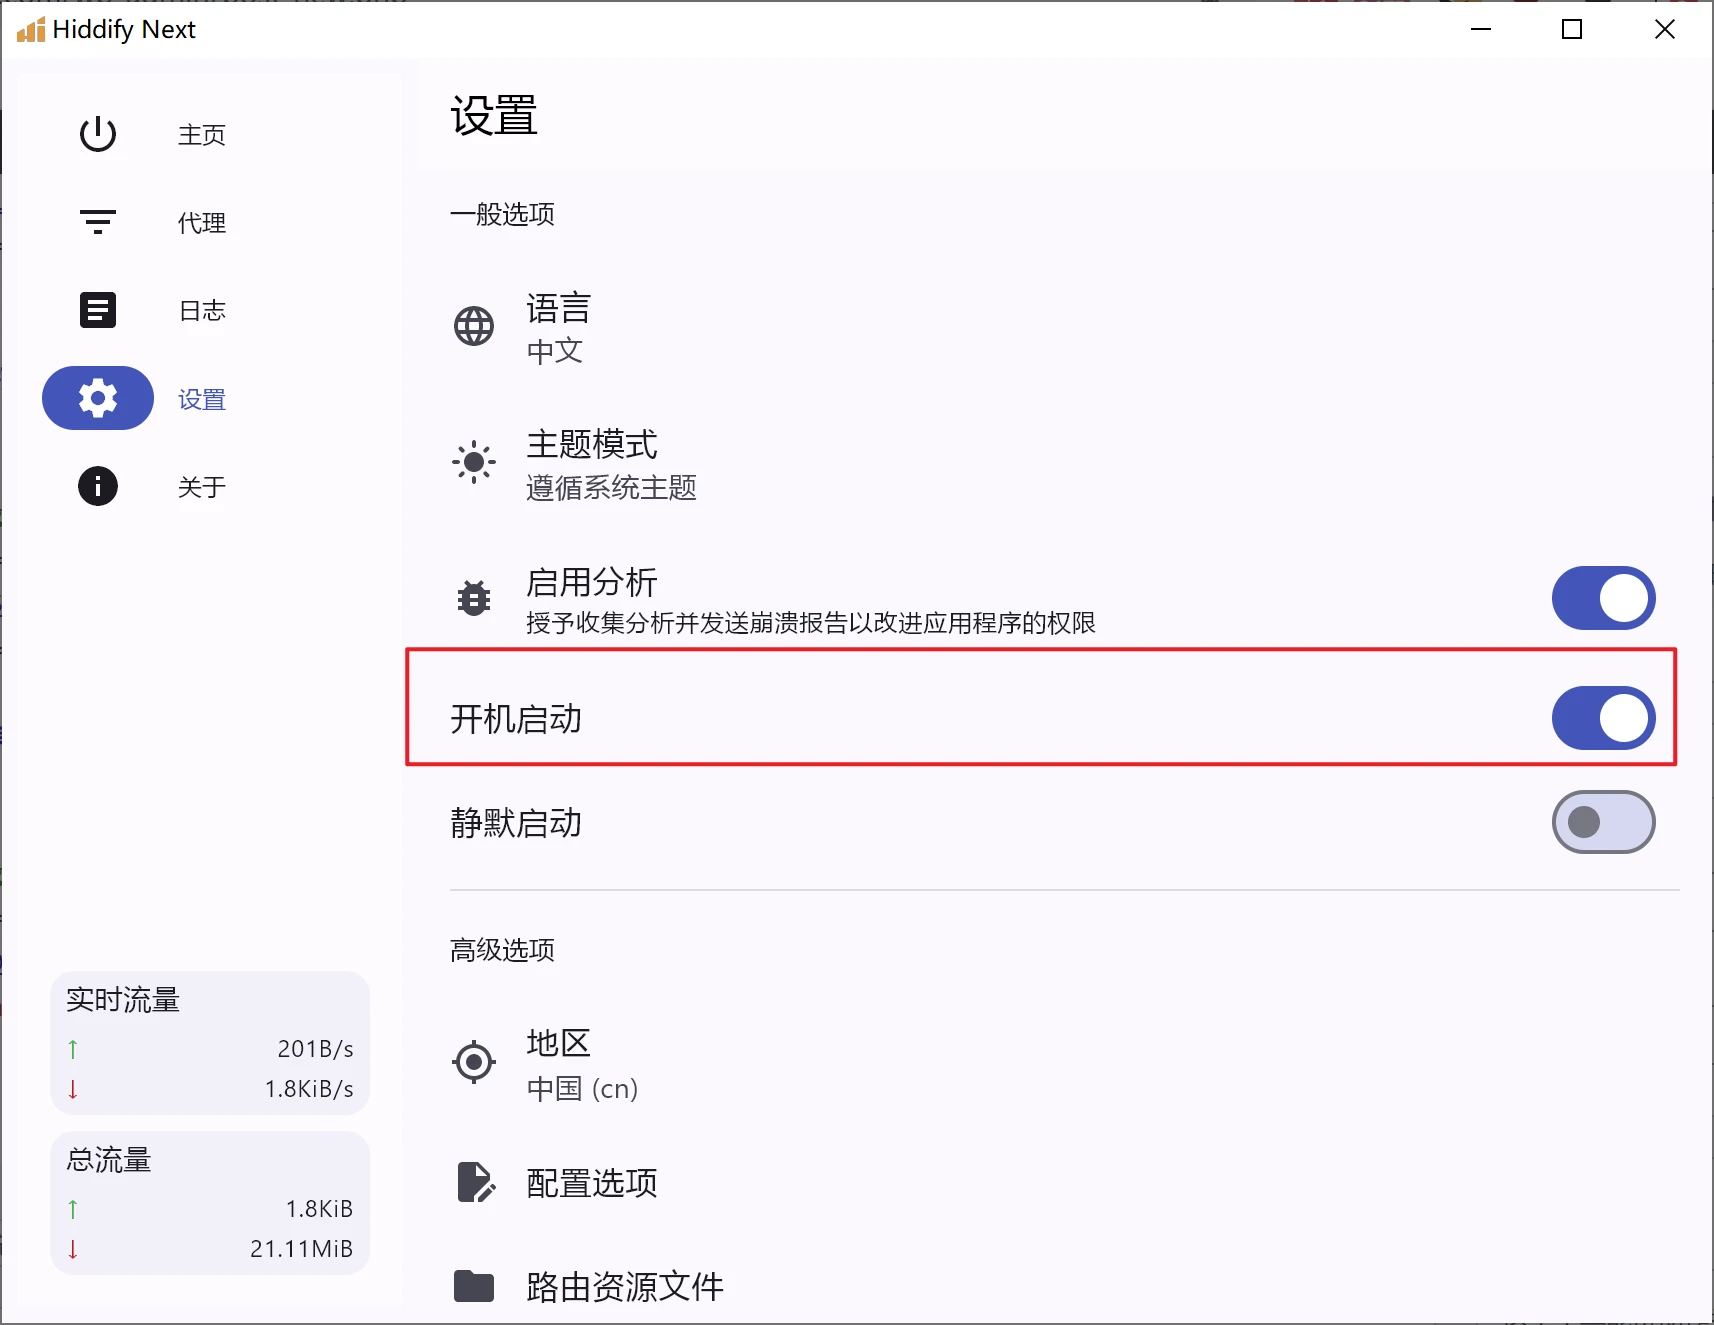 Hiddify Next
主页
代理
日志
设置
关于
实时流量
↑ 201B/s
↓ 1.8KiB/s
总流量
↑ 1.8KiB
↓ 21.11MiB
设置
一般选项
语言
中文
主题模式
遵循系统主题
启用分析
授予收集分析并发送崩溃报告以改进应用程序的权限
开机启动
静默启动
高级选项
地区
中国 (cn)
配置选项
路由资源文件